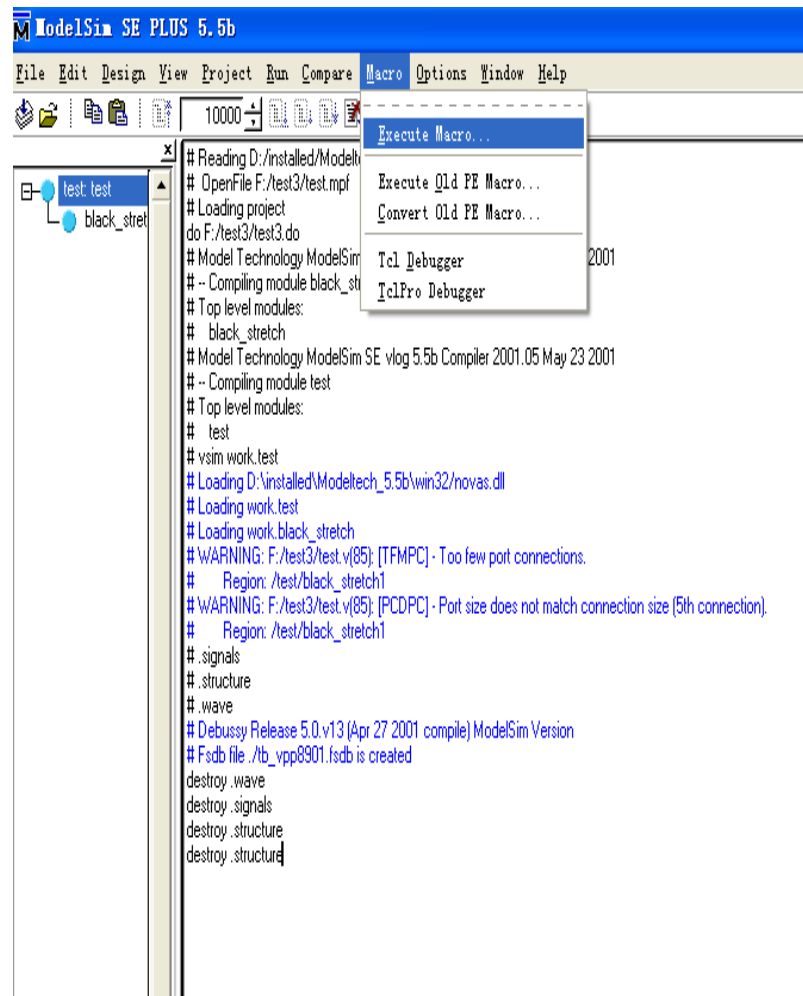 ModelSim SE PLUS 5.5b
File Edit Design View Project Run Compare Macro Options Window Help
10000
Execute Macro...
Execute Old PE Macro...
Convert Old PE Macro...
Tcl Debugger
TclPro Debugger
test: test
black_stret
# Reading D:/installed/Modelt
# OpenFile F:/test3/test.mpf
# Loading project
do F:/test3/test3.do
# Model Technology ModelSim 2001
# -- Compiling module black_st
# Top level modules:
# black_stretch
# Model Technology ModelSim SE vlog 5.5b Compiler 2001.05 May 23 2001
# -- Compiling module test
# Top level modules:
# test
# vsim work.test
# Loading D:\installed\Modeltech_5.5b\win32/novas.dll
# Loading work.test
# Loading work.black_stretch
# WARNING: F:/test3/test.v(85): [TFMPC] - Too few port connections.
# Region: /test/black_stretch1
# WARNING: F:/test3/test.v(85): [PCDPC] - Port size does not match connection size (5th connection).
# Region: /test/black_stretch1
# .signals
# .structure
# .wave
# Debussy Release 5.0.v13 (Apr 27 2001 compile) ModelSim Version
# Fsdb file ./tb_vpp8901.fsdb is created
destroy .wave
destroy .signals
destroy .structure
destroy .structure